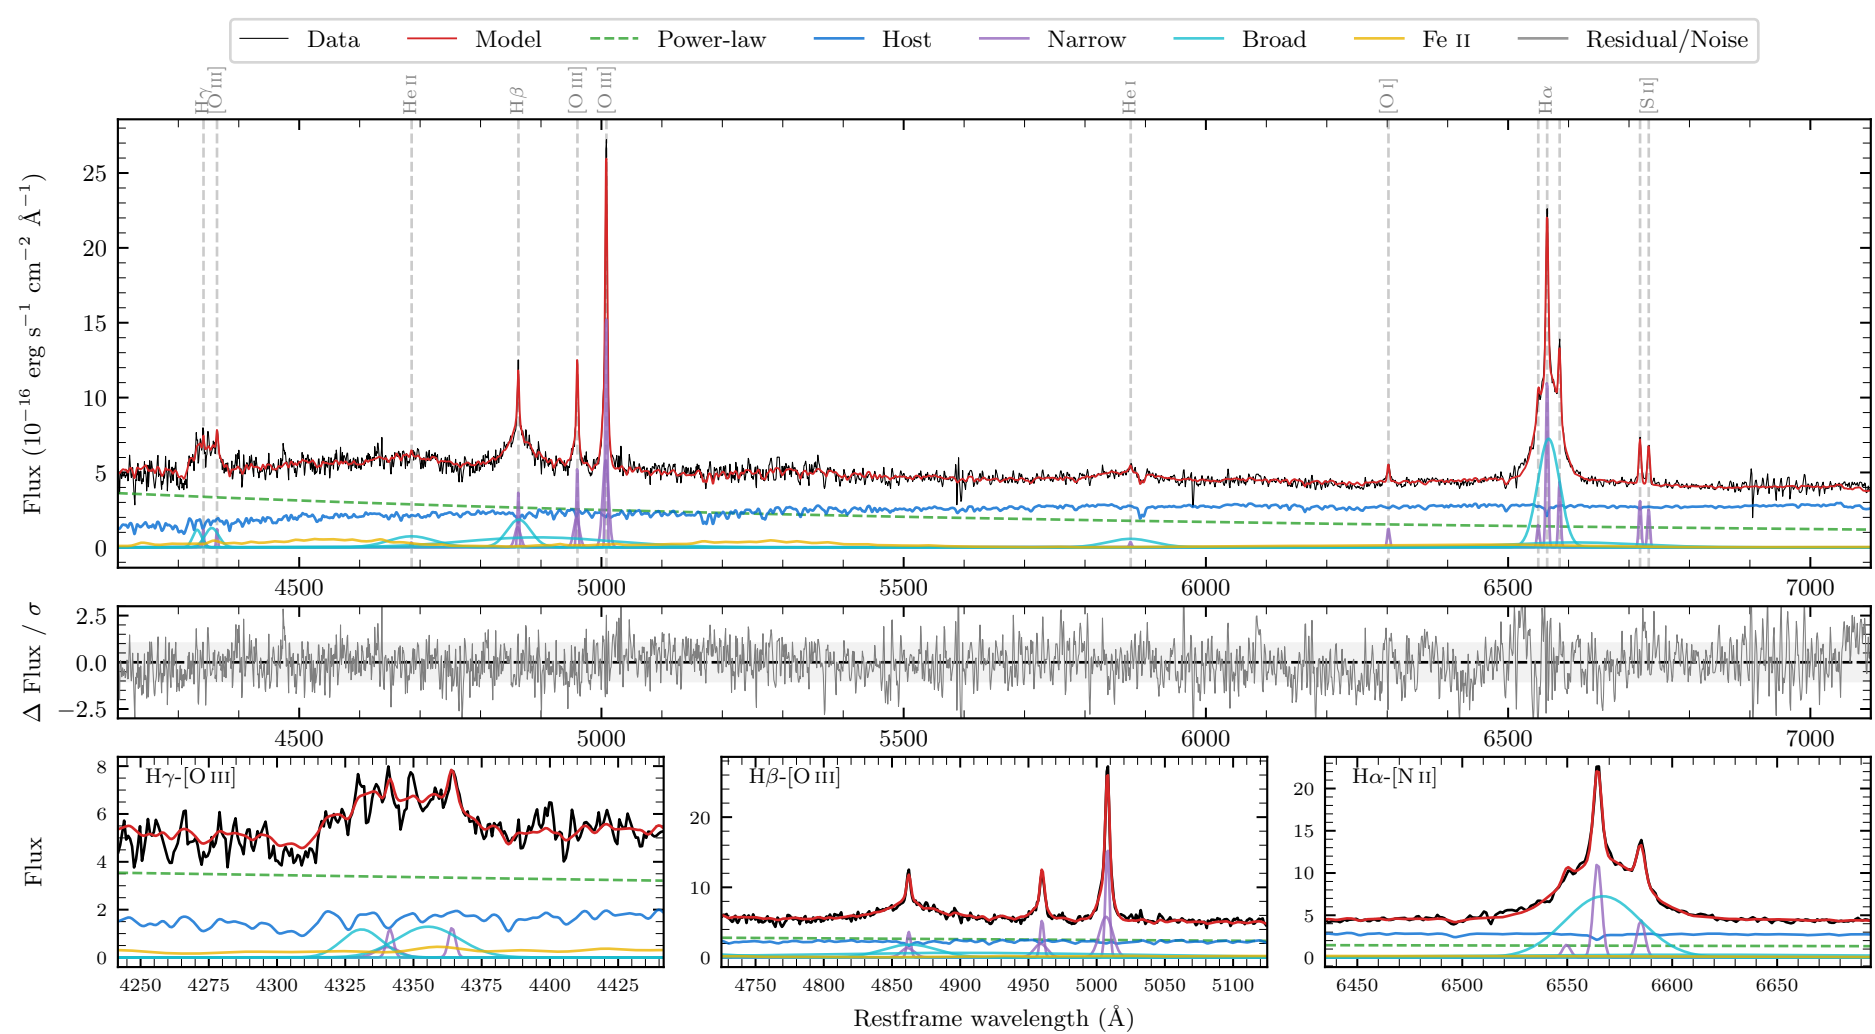 Data Model Power-law Host Narrow Broad Fe II Residual/Noise
Hγ [O III] He II Hβ [O III] [O III] He I [O I] Hα [S II]
Flux (10⁻¹⁶ erg s⁻¹ cm⁻² Å⁻¹)
25
20
15
10
5
0
4500 5000 5500 6000 6500 7000
Δ Flux / σ
2.5
0.0
−2.5
4500 5000 5500 6000 6500 7000
Flux
Hγ-[O III]
8
6
4
2
0
4250 4275 4300 4325 4350 4375 4400 4425
Hβ-[O III]
20
10
0
4750 4800 4850 4900 4950 5000 5050 5100
Hα-[N II]
20
15
10
5
0
6450 6500 6550 6600 6650
Restframe wavelength (Å)